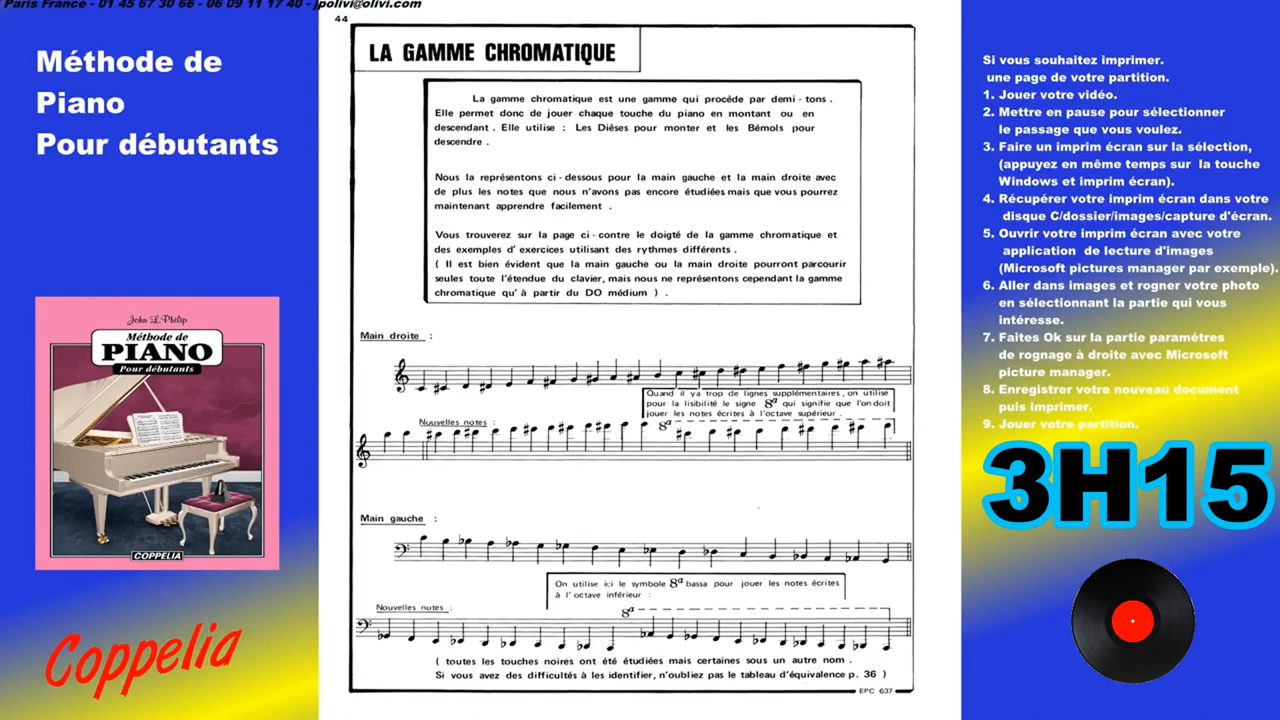 Paris France - 01 45 67 30 66 - 06 09 11 17 40 - jpolivi@olivi.com
Méthode de
Piano
Pour débutants
John L. Philip
Méthode de
PIANO
Pour débutants
COPPELIA
Coppelia
44
LA GAMME CHROMATIQUE
La gamme chromatique est une gamme qui procède par demi - tons .
Elle permet donc de jouer chaque touche du piano en montant ou en
descendant . Elle utilise : Les Dièses pour monter et les Bémols pour
descendre .
Nous la représentons ci - dessous pour la main gauche et la main droite avec
de plus les notes que nous n'avons pas encore étudiées mais que vous pourrez
maintenant apprendre facilement .
Vous trouverez sur la page ci - contre le doigté de la gamme chromatique et
des exemples d' exercices utilisant des rythmes différents .
( Il est bien évident que la main gauche ou la main droite pourront parcourir
seules toute l'étendue du clavier, mais nous ne représentons cependant la gamme
chromatique qu' à partir du DO médium ) .
Main droite :
Quand il ya trop de lignes supplémentaires, on utilise
pour la lisibilité le signe 8a qui signifie que l'on doit
jouer les notes écrites à l'octave supérieur .
Nouvelles notes :
8a
Main gauche :
On utilise ici le symbole 8a bassa pour jouer les notes écrites
à l' octave inférieur :
Nouvelles notes :
8a
( toutes les touches noires ont été étudiées mais certaines sous un autre nom .
Si vous avez des difficultés à les identifier, n'oubliez pas le tableau d'équivalence p. 36 )
EPC 637
Si vous souhaitez imprimer.
une page de votre partition.
1. Jouer votre vidéo.
2. Mettre en pause pour sélectionner
le passage que vous voulez.
3. Faire un imprim écran sur la sélection,
(appuyez en même temps sur la touche
Windows et imprim écran).
4. Récupérer votre imprim écran dans votre
disque C/dossier/images/capture d'écran.
5. Ouvrir votre imprim écran avec votre
application de lecture d'images
(Microsoft pictures manager par exemple).
6. Aller dans images et rogner votre photo
en sélectionnant la partie qui vous
intéresse.
7. Faites Ok sur la partie paramétres
de rognage à droite avec Microsoft
picture manager.
8. Enregistrer votre nouveau document
puis imprimer.
9. Jouer votre partition.
3H15